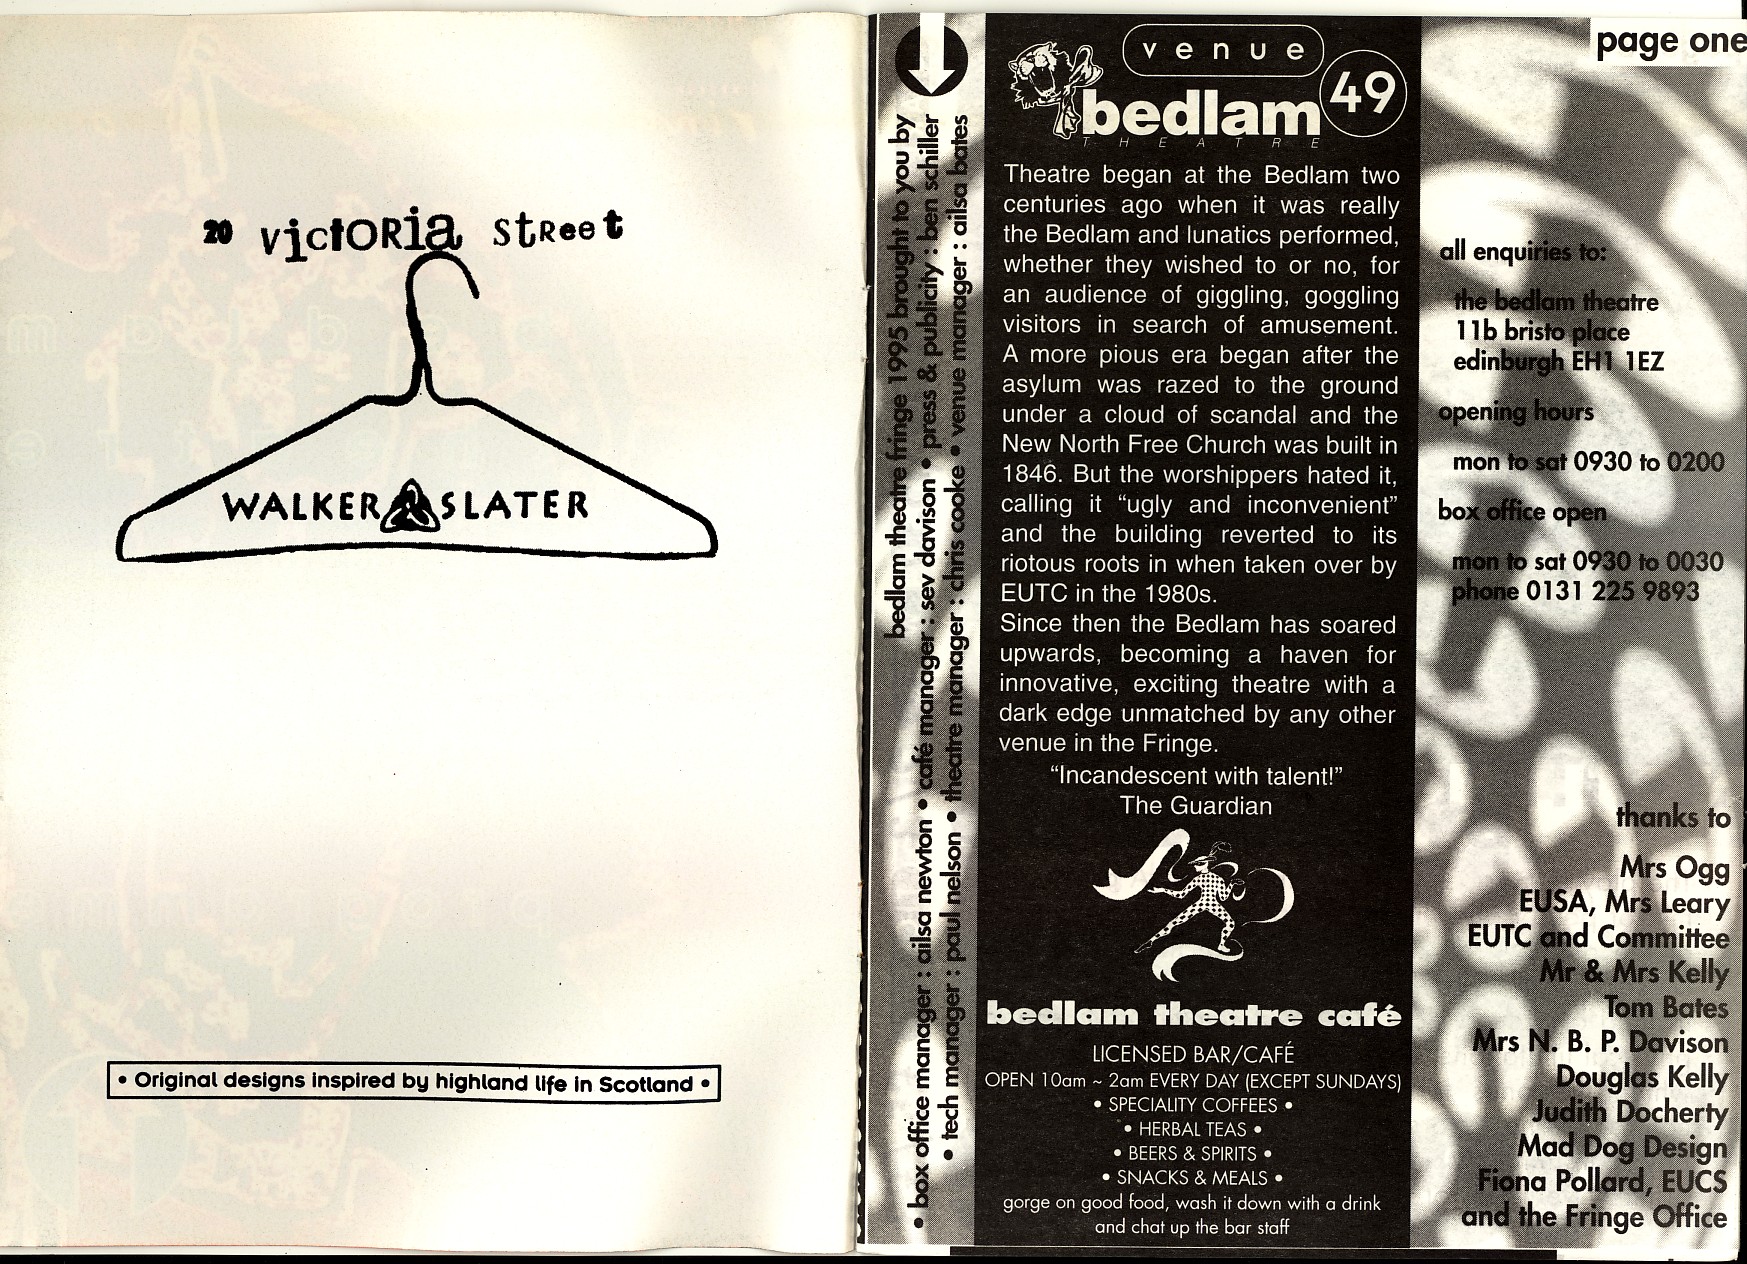 20 victoria street
WALKER SLATER
• Original designs inspired by highland life in Scotland •
bedlam theatre fringe 1995 brought to you by
• box office manager : ailsa newton • café manager : sev davison • press & publicity : ben schiller
• tech manager : paul nelson • theatre manager : chris cooke • venue manager : ailsa bates
venue
49
bedlam
THEATRE
Theatre began at the Bedlam two
centuries ago when it was really
the Bedlam and lunatics performed,
whether they wished to or no, for
an audience of giggling, goggling
visitors in search of amusement.
A more pious era began after the
asylum was razed to the ground
under a cloud of scandal and the
New North Free Church was built in
1846. But the worshippers hated it,
calling it “ugly and inconvenient”
and the building reverted to its
riotous roots in when taken over by
EUTC in the 1980s.
Since then the Bedlam has soared
upwards, becoming a haven for
innovative, exciting theatre with a
dark edge unmatched by any other
venue in the Fringe.
“Incandescent with talent!”
The Guardian
bedlam theatre café
LICENSED BAR/CAFÉ
OPEN 10am ~ 2am EVERY DAY (EXCEPT SUNDAYS)
• SPECIALITY COFFEES •
• HERBAL TEAS •
• BEERS & SPIRITS •
• SNACKS & MEALS •
gorge on good food, wash it down with a drink
and chat up the bar staff
page one
all enquiries to:
the bedlam theatre
11b bristo place
edinburgh EH1 1EZ
opening hours
mon to sat 0930 to 0200
box office open
mon to sat 0930 to 0030
phone 0131 225 9893
thanks to
Mrs Ogg
EUSA, Mrs Leary
EUTC and Committee
Mr & Mrs Kelly
Tom Bates
Mrs N. B. P. Davison
Douglas Kelly
Judith Docherty
Mad Dog Design
Fiona Pollard, EUCS
and the Fringe Office